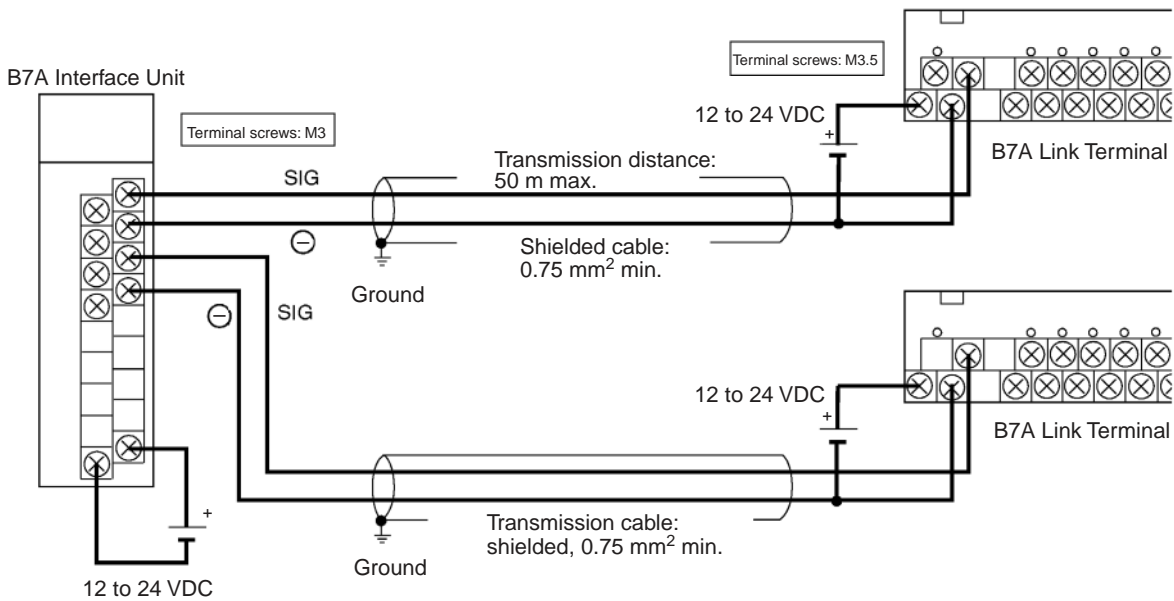 B7A Interface Unit
Terminal screws: M3
Terminal screws: M3.5
12 to 24 VDC
+
B7A Link Terminal
SIG
Transmission distance:
50 m max.
⊖
Shielded cable:
0.75 mm² min.
Ground
⊖
SIG
12 to 24 VDC
+
B7A Link Terminal
+
Transmission cable:
shielded, 0.75 mm² min.
Ground
12 to 24 VDC